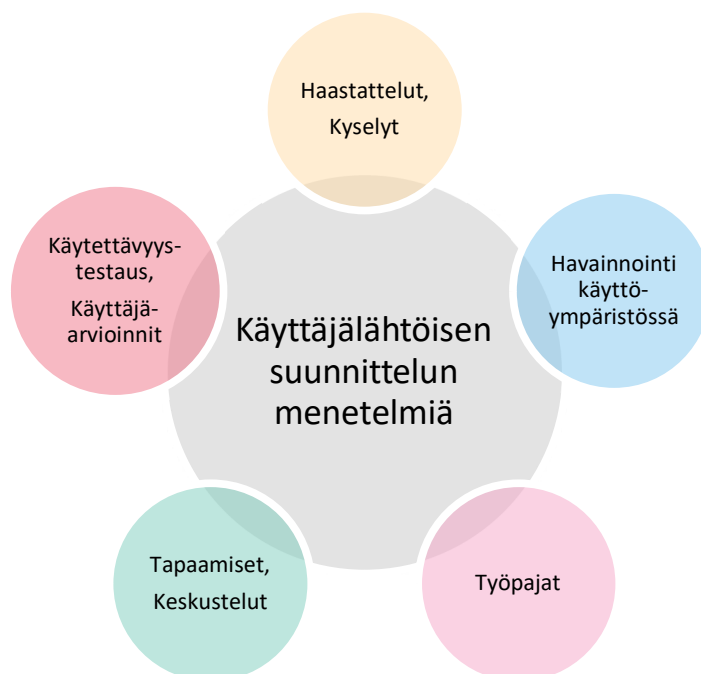 Haastattelut,
Kyselyt
Havainnointi
käyttö-
ympäristössä
Työpajat
Tapaamiset,
Keskustelut
Käytettävyys-
testaus,
Käyttäjä-
arvioinnit
Käyttäjälähtöisen
suunnittelun
menetelmiä